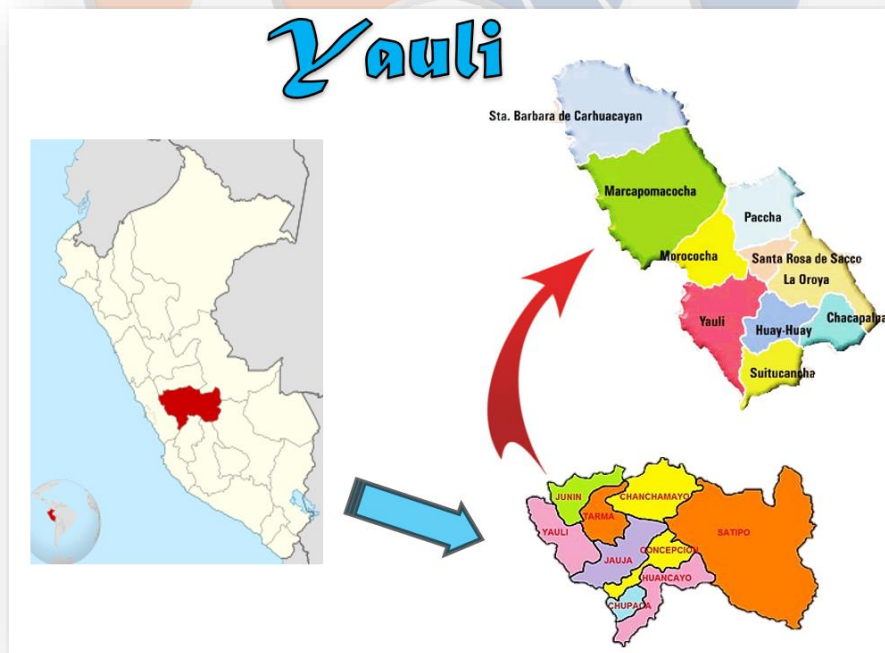 Yauli
Sta. Barbara de Carhuacayan
Marcapomacocha
Paccha
Morococha
Santa Rosa de Sacco
La Oroya
Yauli
Huay-Huay
Chacapalpa
Suitucancha
JUNIN
CHANCHAMAYO
TARMA
YAULI
SATIPO
CONCEPCION
JAUJA
HUANCAYO
CHUPACA